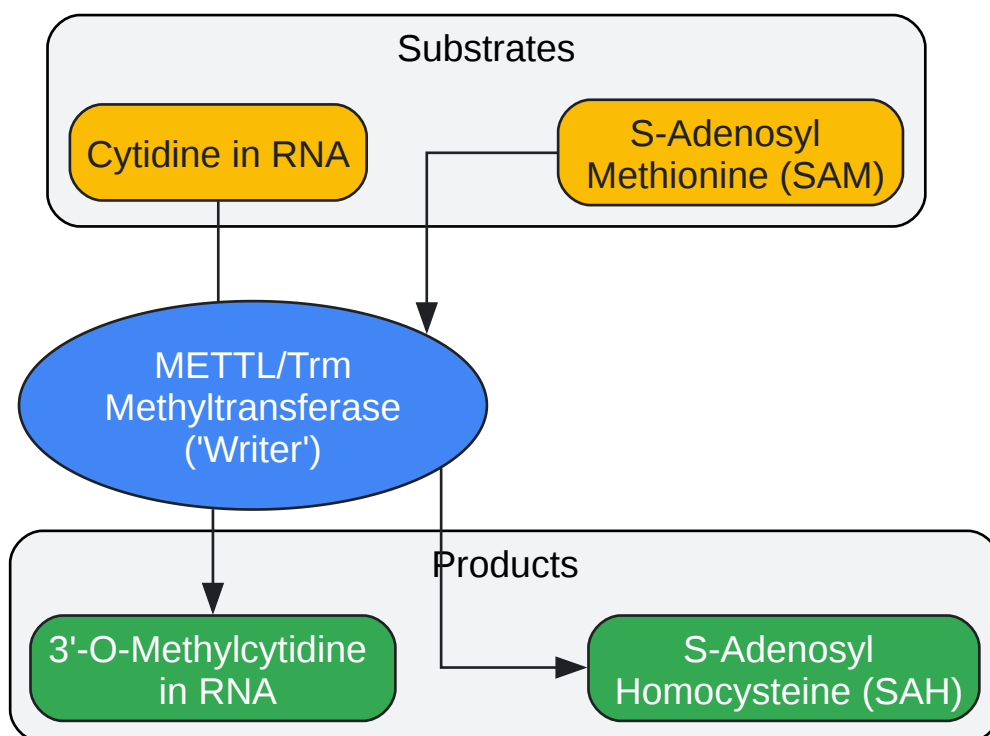 Substrates
Cytidine in RNA
S-Adenosyl
Methionine (SAM)
METTL/Trm
Methyltransferase
('Writer')
Products
3'-O-Methylcytidine
in RNA
S-Adenosyl
Homocysteine (SAH)